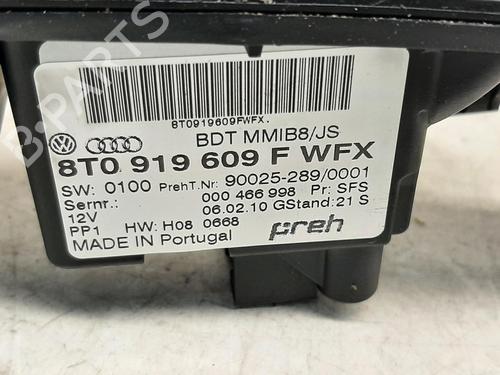 8T0919609FWFX.
BDT MMIB8/JS
8T0 919 609 F WFX
SW: 0100 PrehT.Nr: 90025-289/0001
Sernr.: 000 466 998 Pr: SFS
12V 06.02.10 GStand: 21 S
PP1 HW: H08 0668
MADE IN Portugal preh
B-Parts